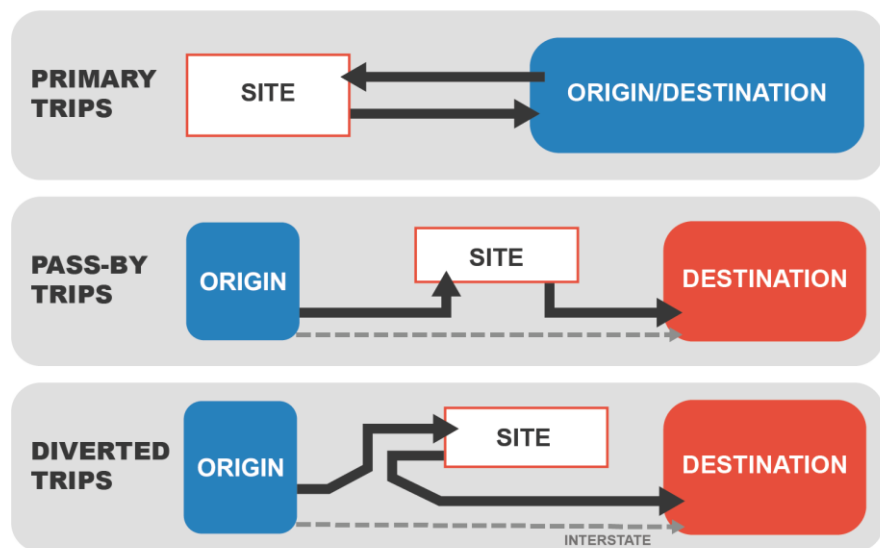 PRIMARY
TRIPS
SITE
ORIGIN/DESTINATION
PASS-BY
TRIPS
ORIGIN
SITE
DESTINATION
DIVERTED
TRIPS
ORIGIN
SITE
DESTINATION
INTERSTATE